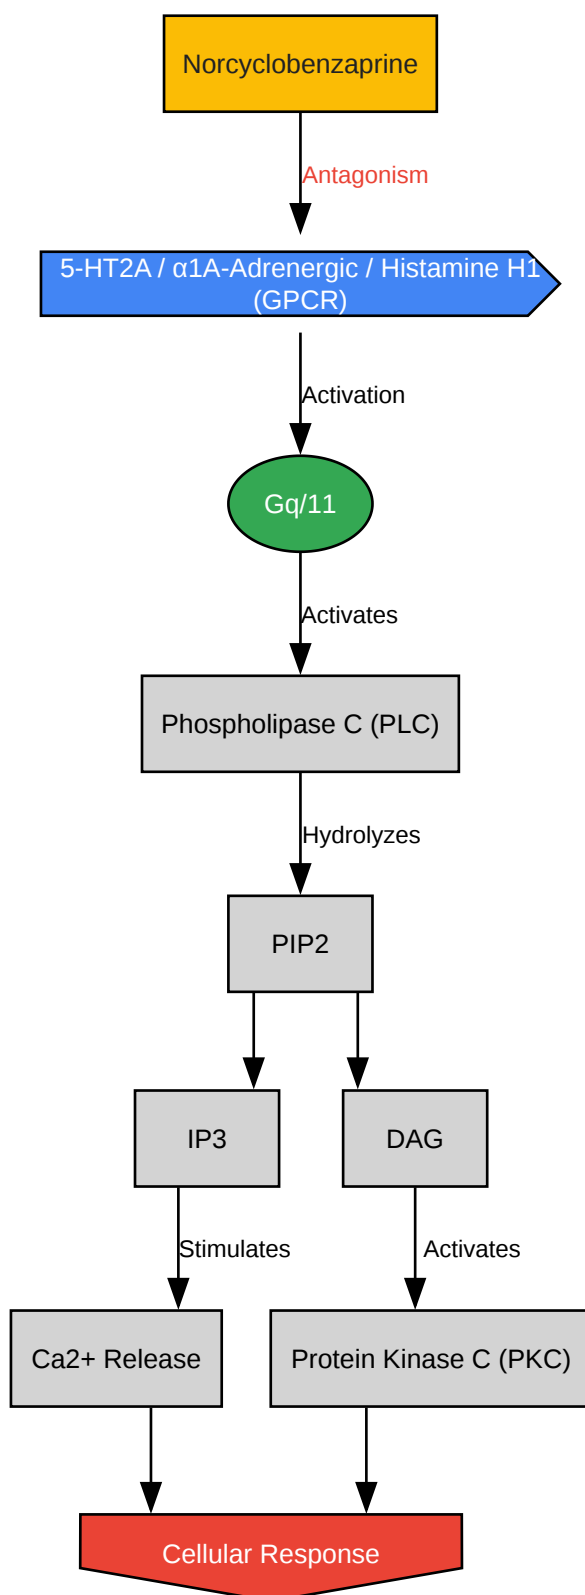 Norcyclobenzaprine
Antagonism
5-HT2A / α1A-Adrenergic / Histamine H1
(GPCR)
Activation
Gq/11
Activates
Phospholipase C (PLC)
Hydrolyzes
PIP2
IP3
DAG
Stimulates
Activates
Ca2+ Release
Protein Kinase C (PKC)
Cellular Response